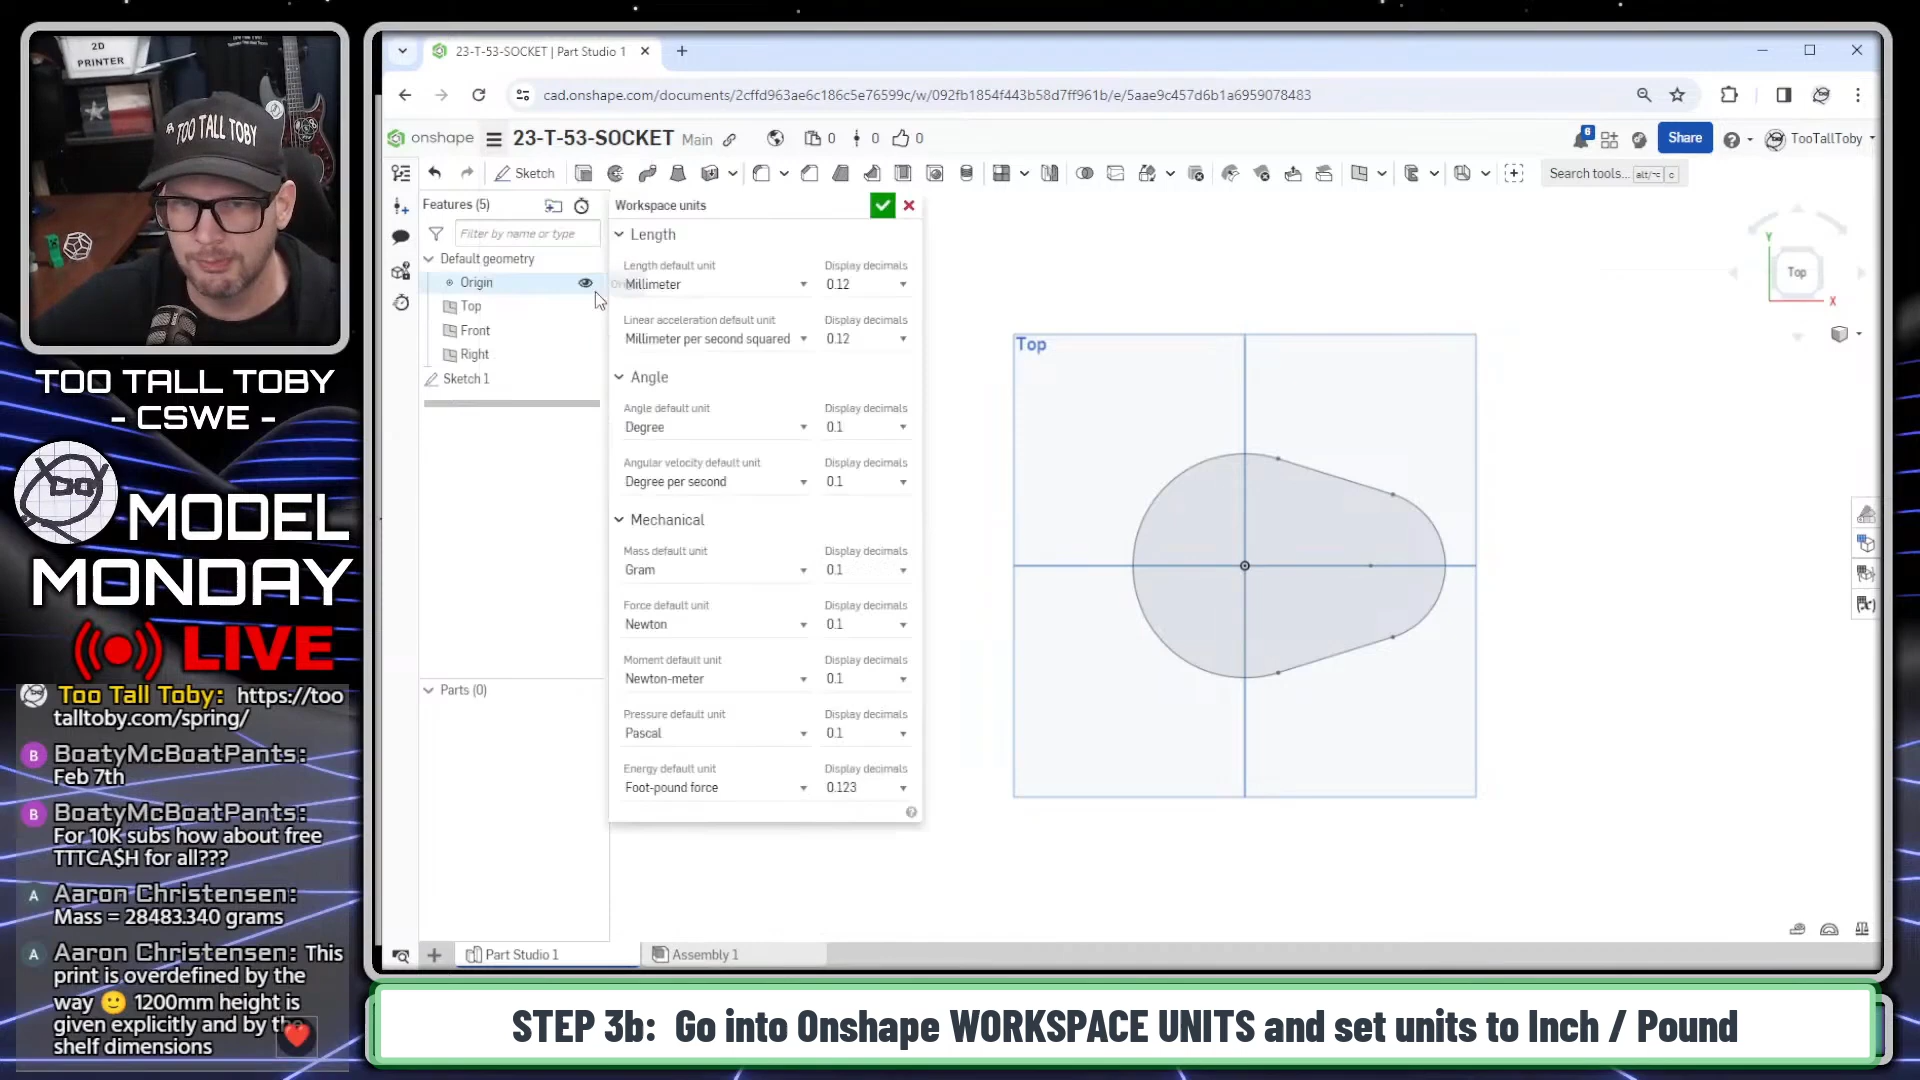 2D
PRINTER
TOO TALL TOBY
TOO TALL TOBY
- CSWE -
MODEL
MONDAY
LIVE
Too Tall Toby: https://too
talltoby.com/spring/
B BoatyMcBoatPants:
Feb 7th
B BoatyMcBoatPants:
For 10K subs how about free
TTTCA$H for all???
A Aaron Christensen:
Mass = 28483.340 grams
A Aaron Christensen: This
print is overdefined by the
way 🙂 1200mm height is
given explicitly and by the
shelf dimensions
23-T-53-SOCKET | Part Studio 1
cad.onshape.com/documents/2cffd963ae6c186c5e76599c/w/092fb1854f443b58d7ff961b/e/5aae9c457d6b1a6959078483
onshape
23-T-53-SOCKET Main
0 0 0
6
Share
TooTallToby
Sketch
Search tools... alt/⌥ c
Features (5)
Filter by name or type
Default geometry
Origin
Top
Front
Right
Sketch 1
Parts (0)
Workspace units
Length
Length default unit Display decimals
Millimeter 0.12
Linear acceleration default unit Display decimals
Millimeter per second squared 0.12
Angle
Angle default unit Display decimals
Degree 0.1
Angular velocity default unit Display decimals
Degree per second 0.1
Mechanical
Mass default unit Display decimals
Gram 0.1
Force default unit Display decimals
Newton 0.1
Moment default unit Display decimals
Newton-meter 0.1
Pressure default unit Display decimals
Pascal 0.1
Energy default unit Display decimals
Foot-pound force 0.123
Top
Y
Top
X
Part Studio 1
Assembly 1
STEP 3b: Go into Onshape WORKSPACE UNITS and set units to Inch / Pound